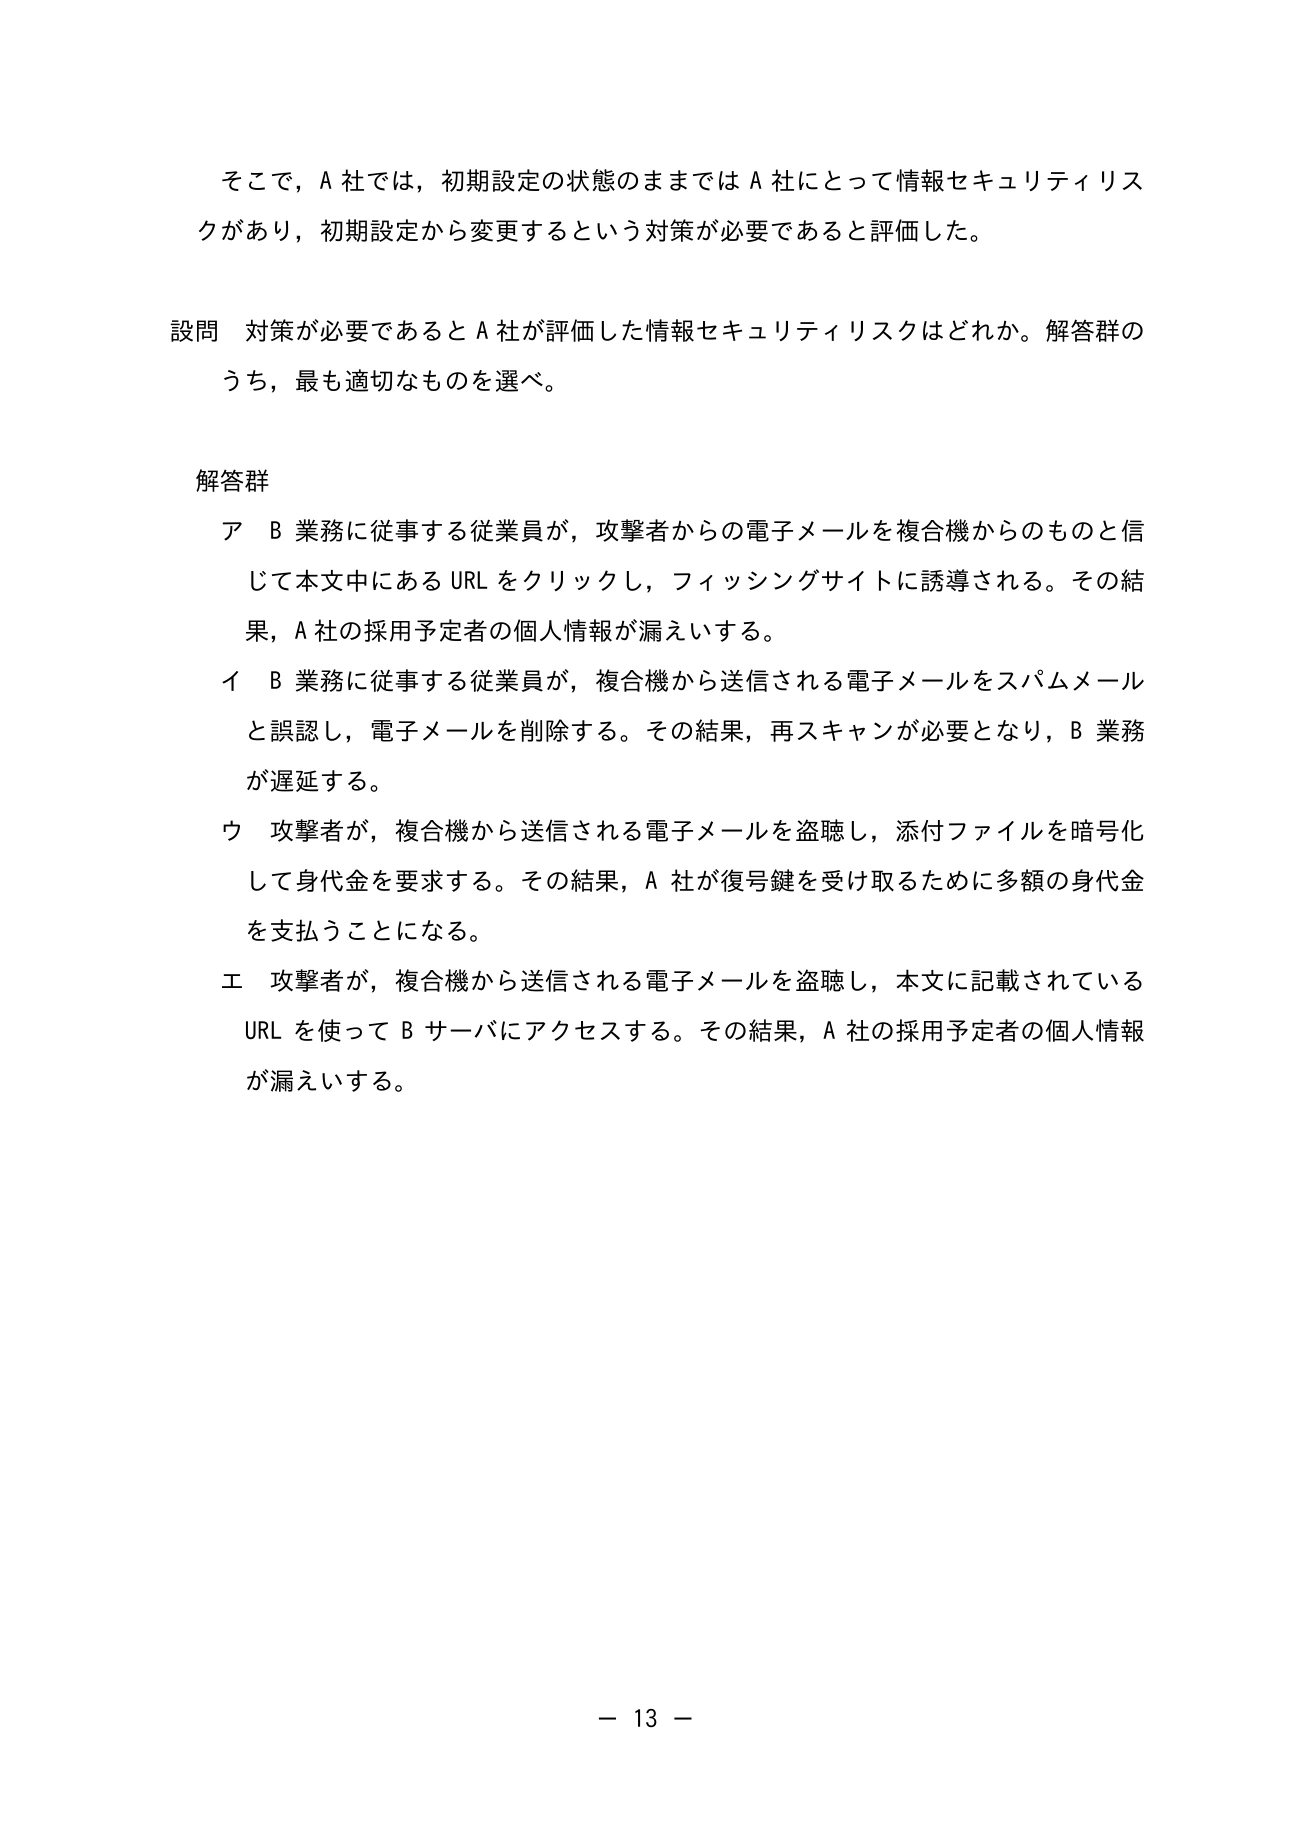 そこで，A 社では，初期設定の状態のままでは A 社にとって情報セキュリティリス
クがあり，初期設定から変更するという対策が必要であると評価した。
設問　対策が必要であると A 社が評価した情報セキュリティリスクはどれか。解答群の
うち，最も適切なものを選べ。
解答群
ア　B 業務に従事する従業員が，攻撃者からの電子メールを複合機からのものと信
じて本文中にある URL をクリックし，フィッシングサイトに誘導される。その結
果，A 社の採用予定者の個人情報が漏えいする。
イ　B 業務に従事する従業員が，複合機から送信される電子メールをスパムメール
と誤認し，電子メールを削除する。その結果，再スキャンが必要となり，B 業務
が遅延する。
ウ　攻撃者が，複合機から送信される電子メールを盗聴し，添付ファイルを暗号化
して身代金を要求する。その結果，A 社が復号鍵を受け取るために多額の身代金
を支払うことになる。
エ　攻撃者が，複合機から送信される電子メールを盗聴し，本文に記載されている
URL を使って B サーバにアクセスする。その結果，A 社の採用予定者の個人情報
が漏えいする。
― 13 ―